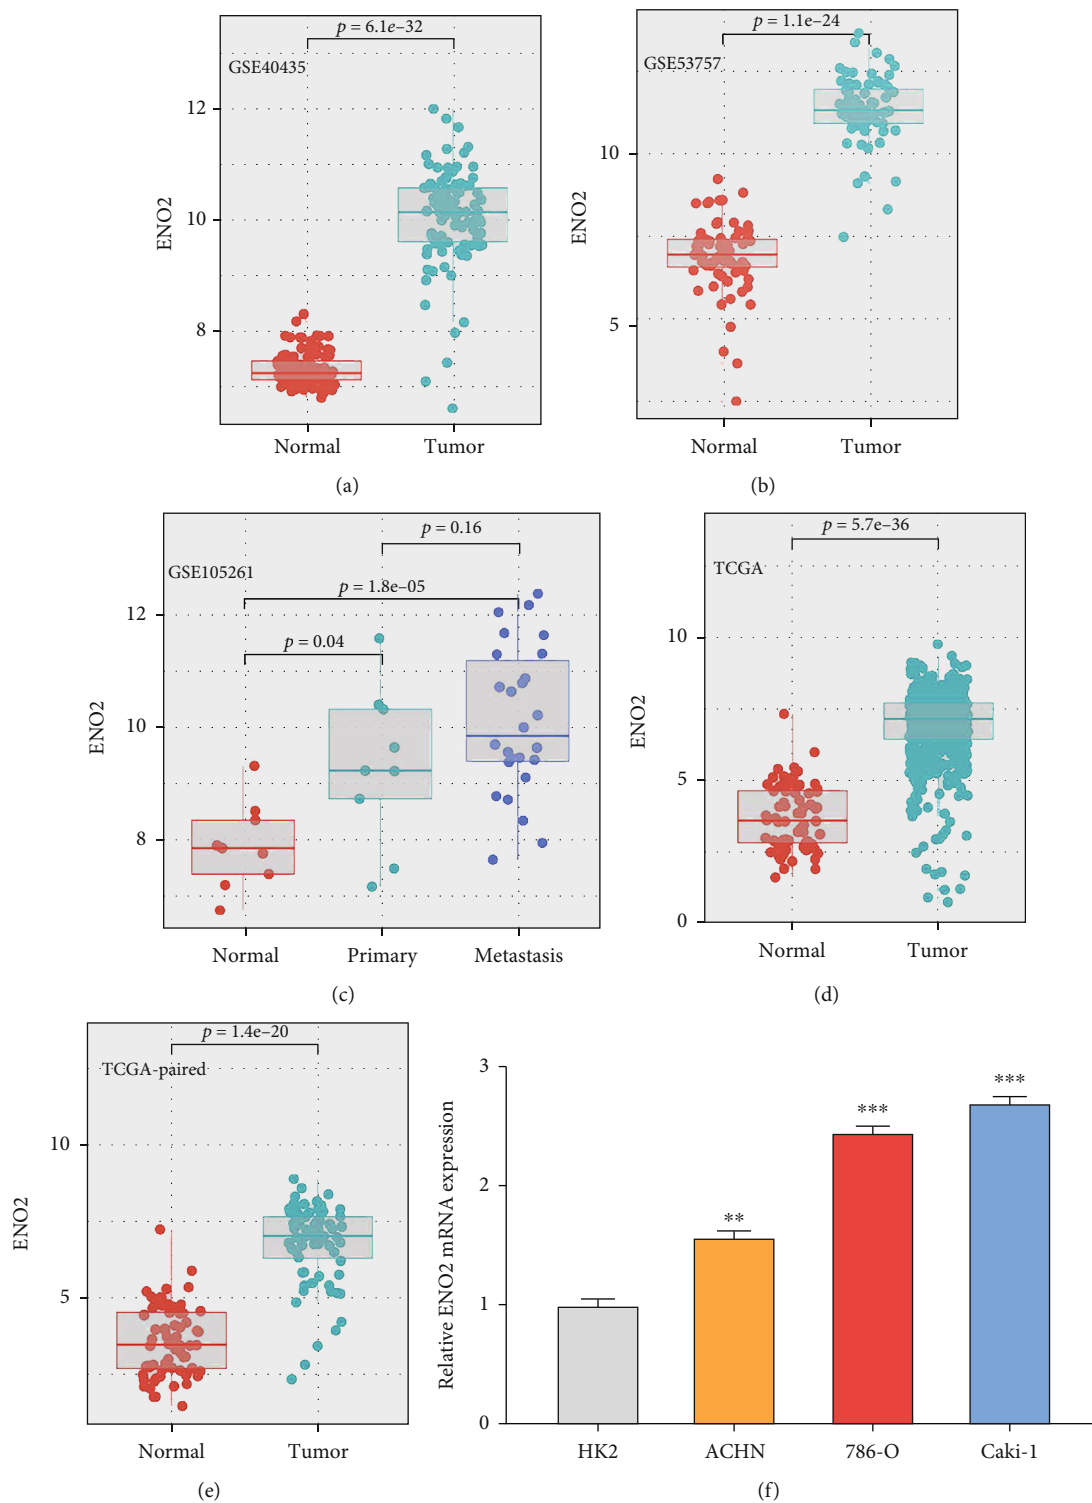 p = 6.1e–32
GSE40435
12
10
8
ENO2
Normal
Tumor
(a)
p = 1.1e–24
GSE53757
10
5
ENO2
Normal
Tumor
(b)
p = 0.16
GSE105261
p = 1.8e–05
p = 0.04
12
10
8
ENO2
Normal
Primary
Metastasis
(c)
p = 5.7e–36
TCGA
10
5
0
ENO2
Normal
Tumor
(d)
p = 1.4e–20
TCGA-paired
10
5
ENO2
Normal
Tumor
(e)
3
2
1
0
Relative ENO2 mRNA expression
**
***
***
HK2
ACHN
786-O
Caki-1
(f)